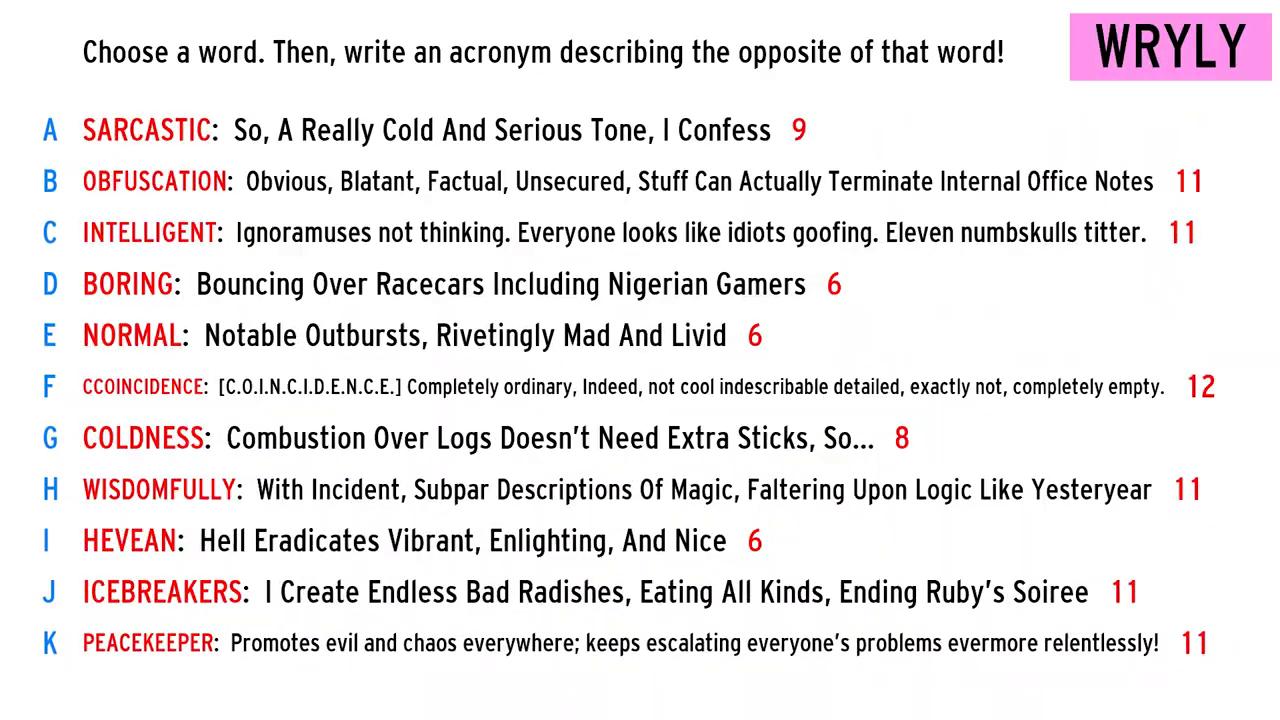 Choose a word. Then, write an acronym describing the opposite of that word!
WRYLY
A SARCASTIC: So, A Really Cold And Serious Tone, I Confess 9
B OBFUSCATION: Obvious, Blatant, Factual, Unsecured, Stuff Can Actually Terminate Internal Office Notes 11
C INTELLIGENT: Ignoramuses not thinking. Everyone looks like idiots goofing. Eleven numbskulls titter. 11
D BORING: Bouncing Over Racecars Including Nigerian Gamers 6
E NORMAL: Notable Outbursts, Rivetingly Mad And Livid 6
F CCOINCIDENCE: [C.O.I.N.C.I.D.E.N.C.E.] Completely ordinary, Indeed, not cool indescribable detailed, exactly not, completely empty. 12
G COLDNESS: Combustion Over Logs Doesn't Need Extra Sticks, So... 8
H WISDOMFULLY: With Incident, Subpar Descriptions Of Magic, Faltering Upon Logic Like Yesteryear 11
I HEVEAN: Hell Eradicates Vibrant, Enlighting, And Nice 6
J ICEBREAKERS: I Create Endless Bad Radishes, Eating All Kinds, Ending Ruby's Soiree 11
K PEACEKEEPER: Promotes evil and chaos everywhere; keeps escalating everyone's problems evermore relentlessly! 11